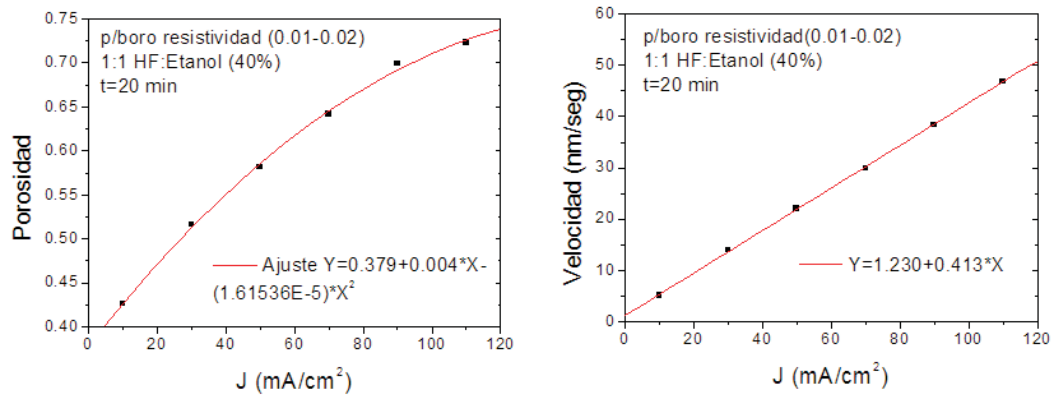 0.75
0.70
0.65
0.60
0.55
0.50
0.45
0.40
Porosidad
p/boro resistividad (0.01-0.02)
1:1 HF:Etanol (40%)
t=20 min
Ajuste Y=0.379+0.004*X-
(1.61536E-5)*X²
0 20 40 60 80 100 120
J (mA/cm²)
60
50
40
30
20
10
0
Velocidad (nm/seg)
p/boro resistividad(0.01-0.02)
1:1 HF:Etanol (40%)
t=20 min
Y=1.230+0.413*X
0 20 40 60 80 100 120
J (mA/cm²)